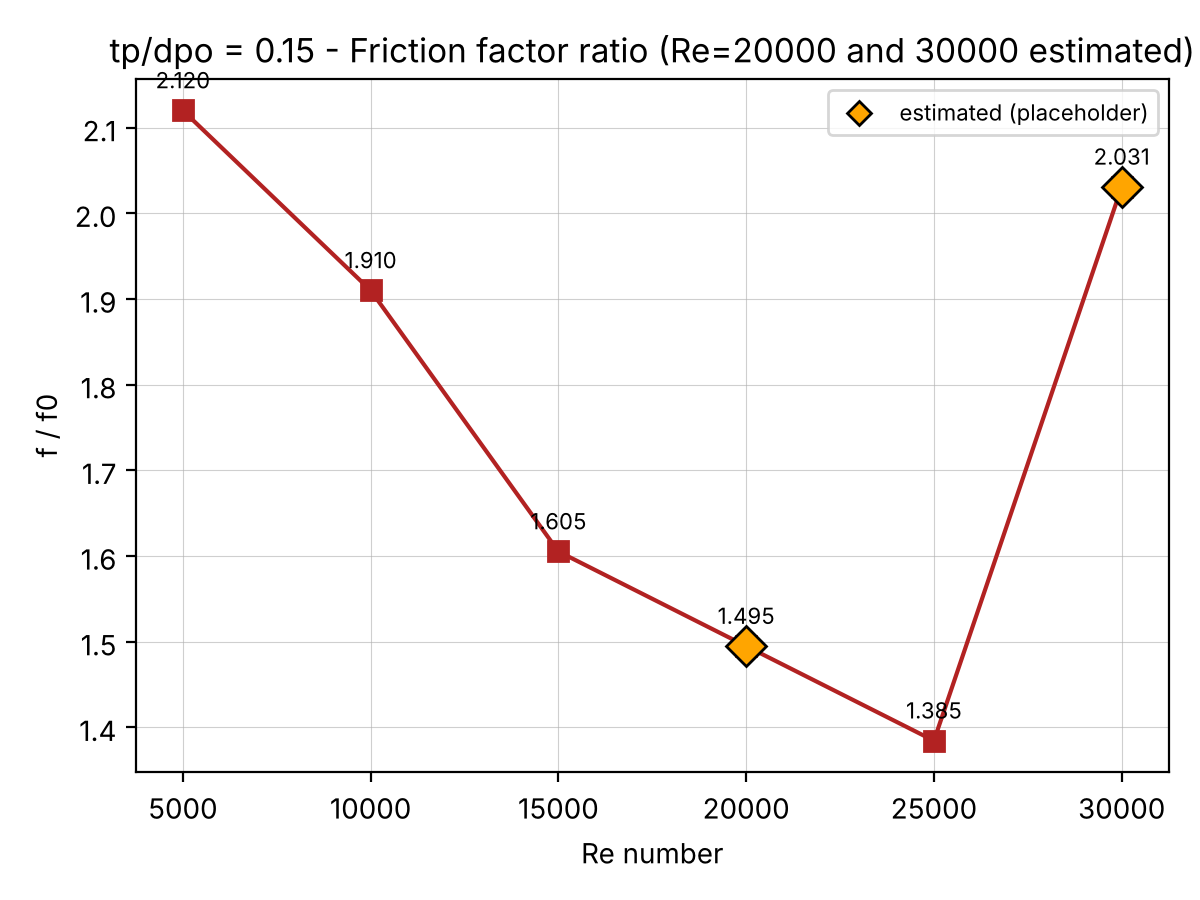 tp/dpo = 0.15 - Friction factor ratio (Re=20000 and 30000 estimated)
estimated (placeholder)
2.120
1.910
1.605
1.495
1.385
2.031
2.1
2.0
1.9
1.8
1.7
1.6
1.5
1.4
f / f0
5000 10000 15000 20000 25000 30000
Re number